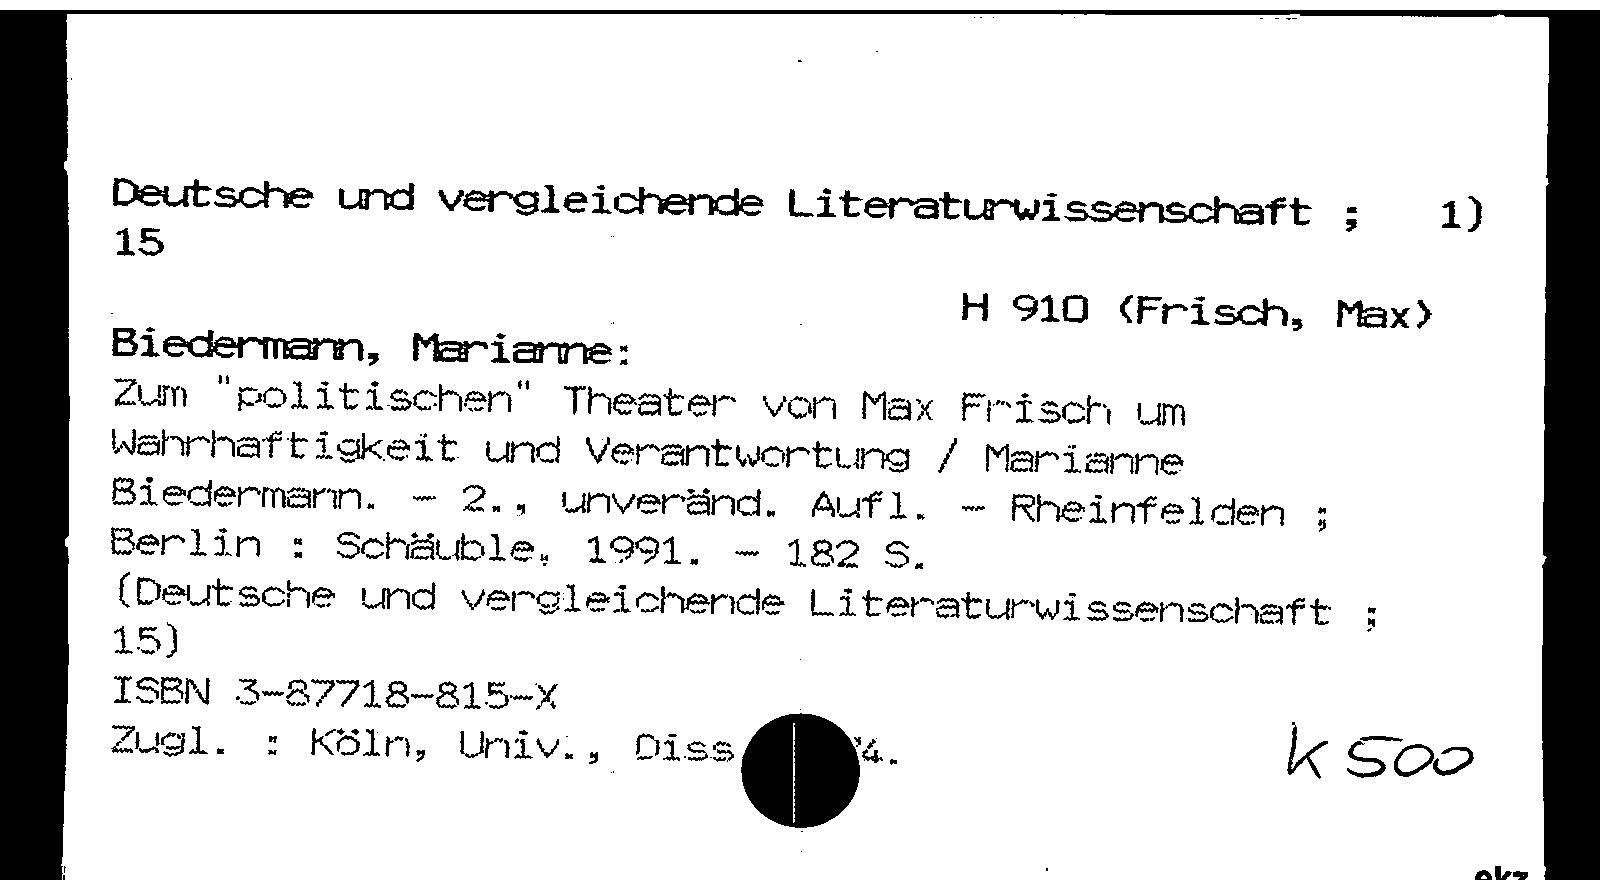 Deutsche und vergleichende Literaturwissenschaft ; 1)
15
H 910 (Frisch, Max)
Biedermann, Marianne:
Zum "politischen" Theater von Max Frisch um
Wahrhaftigkeit und Verantwortung / Marianne
Biedermann. - 2., unveränd. Aufl. - Rheinfelden ;
Berlin : Schäuble, 1991. - 182 S.
(Deutsche und vergleichende Literaturwissenschaft ;
15)
ISBN 3-87718-815-X
Zugl. : Köln, Univ., Diss
K 500
ekz